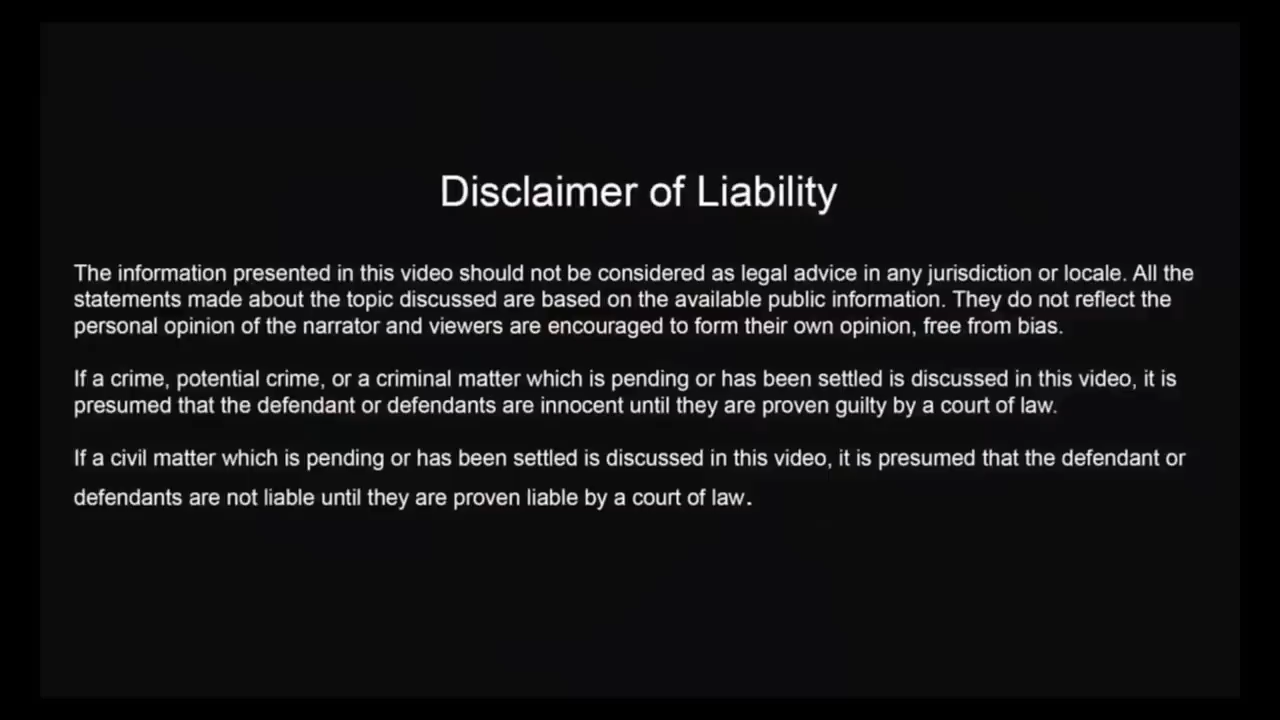 Disclaimer of Liability
The information presented in this video should not be considered as legal advice in any jurisdiction or locale. All the
statements made about the topic discussed are based on the available public information. They do not reflect the
personal opinion of the narrator and viewers are encouraged to form their own opinion, free from bias.
If a crime, potential crime, or a criminal matter which is pending or has been settled is discussed in this video, it is
presumed that the defendant or defendants are innocent until they are proven guilty by a court of law.
If a civil matter which is pending or has been settled is discussed in this video, it is presumed that the defendant or
defendants are not liable until they are proven liable by a court of law.